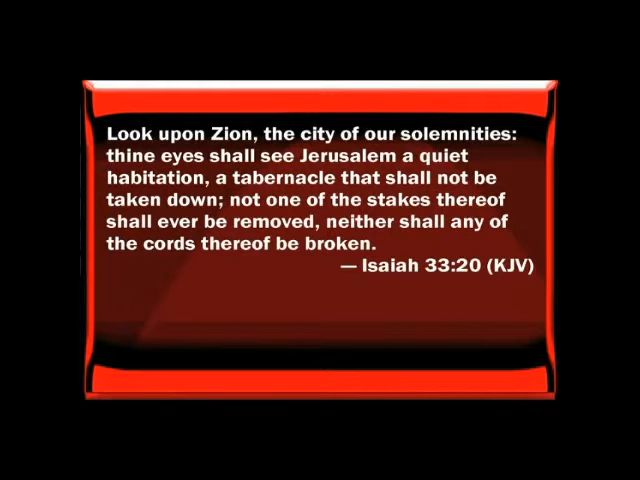 Look upon Zion, the city of our solemnities:
thine eyes shall see Jerusalem a quiet
habitation, a tabernacle that shall not be
taken down; not one of the stakes thereof
shall ever be removed, neither shall any of
the cords thereof be broken.
— Isaiah 33:20 (KJV)